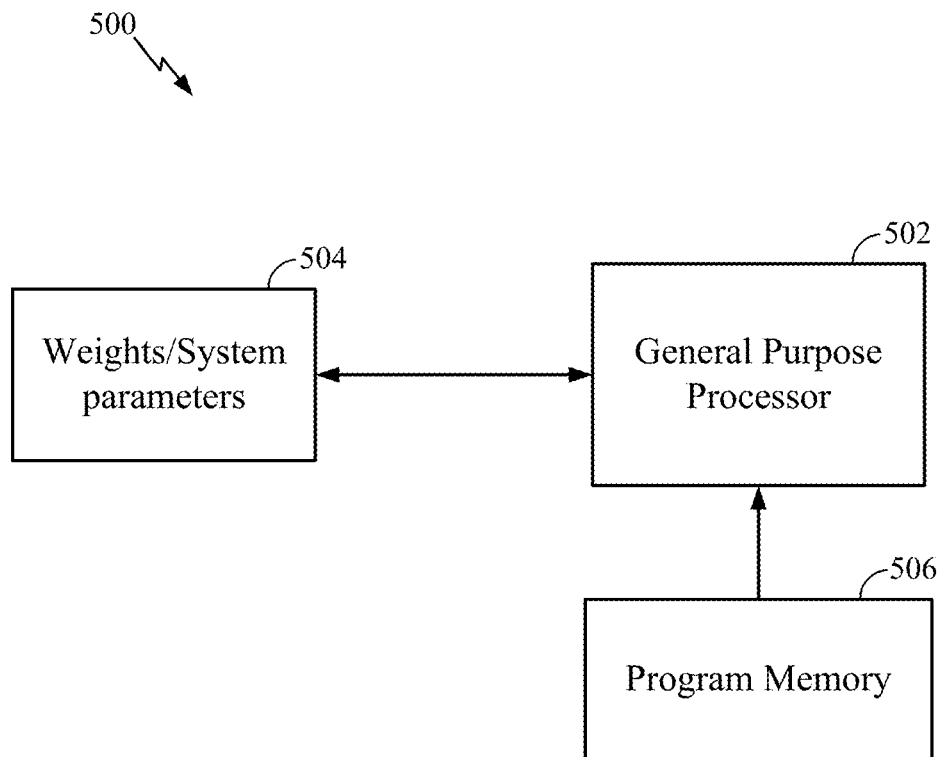 500
504
502
Weights/System
parameters
General Purpose
Processor
506
Program Memory